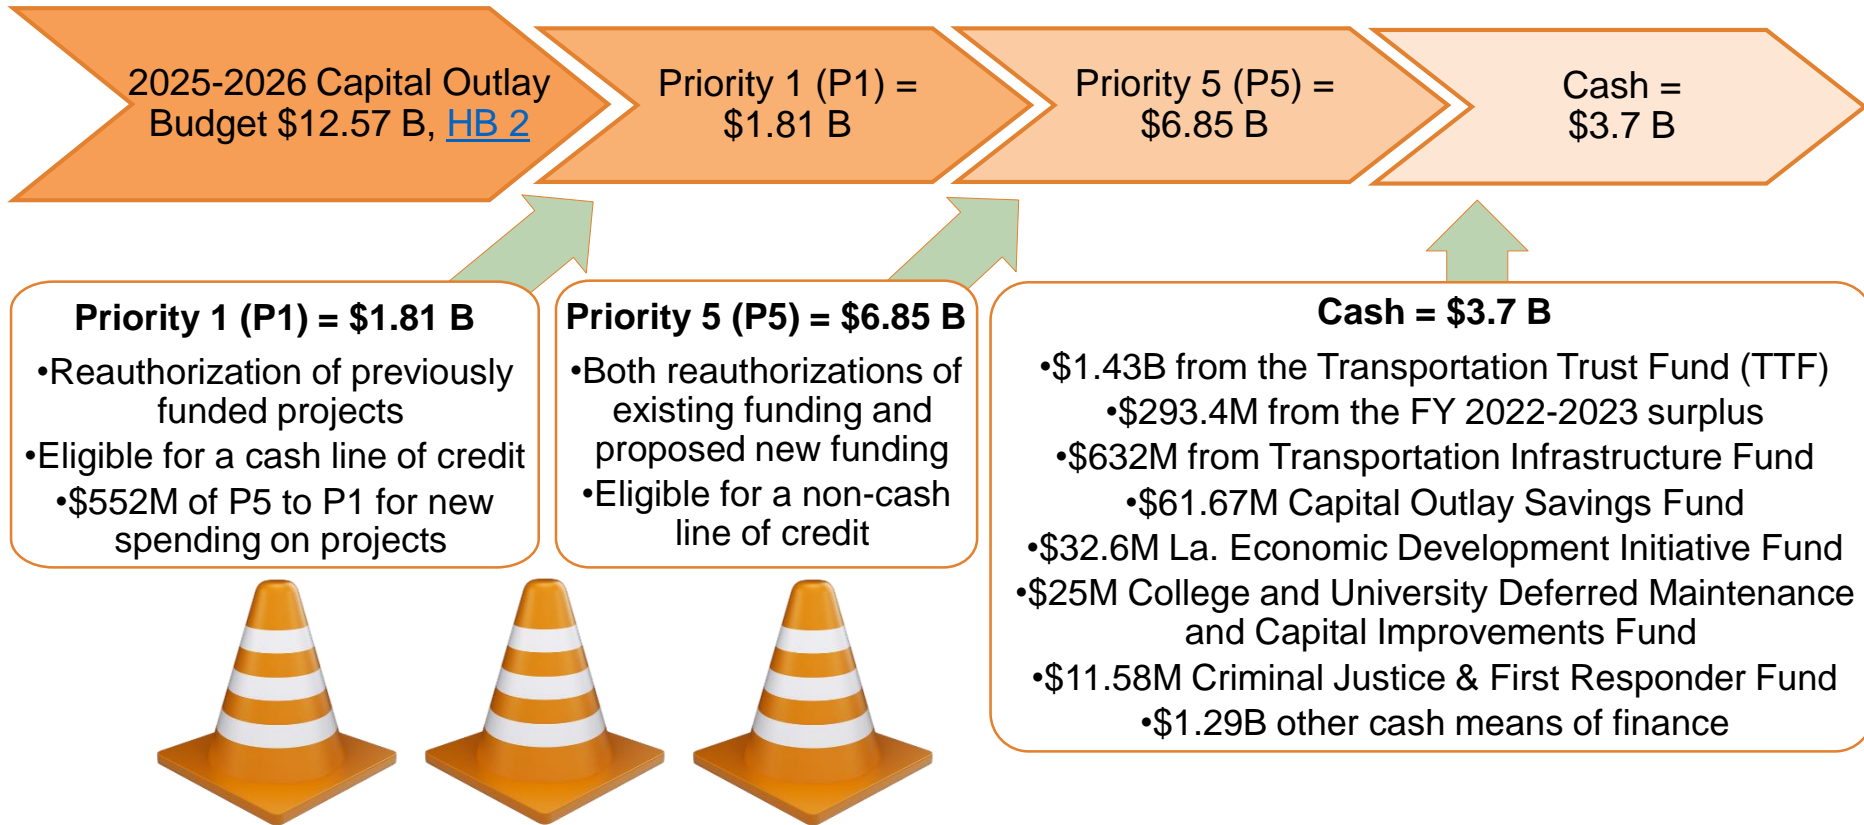 2025-2026 Capital Outlay
Budget $12.57 B, HB 2
Priority 1 (P1) =
$1.81 B
Priority 5 (P5) =
$6.85 B
Cash =
$3.7 B
Priority 1 (P1) = $1.81 B
•Reauthorization of previously
funded projects
•Eligible for a cash line of credit
•$552M of P5 to P1 for new
spending on projects
Priority 5 (P5) = $6.85 B
•Both reauthorizations of
existing funding and
proposed new funding
•Eligible for a non-cash
line of credit
Cash = $3.7 B
•$1.43B from the Transportation Trust Fund (TTF)
•$293.4M from the FY 2022-2023 surplus
•$632M from Transportation Infrastructure Fund
•$61.67M Capital Outlay Savings Fund
•$32.6M La. Economic Development Initiative Fund
•$25M College and University Deferred Maintenance
and Capital Improvements Fund
•$11.58M Criminal Justice & First Responder Fund
•$1.29B other cash means of finance